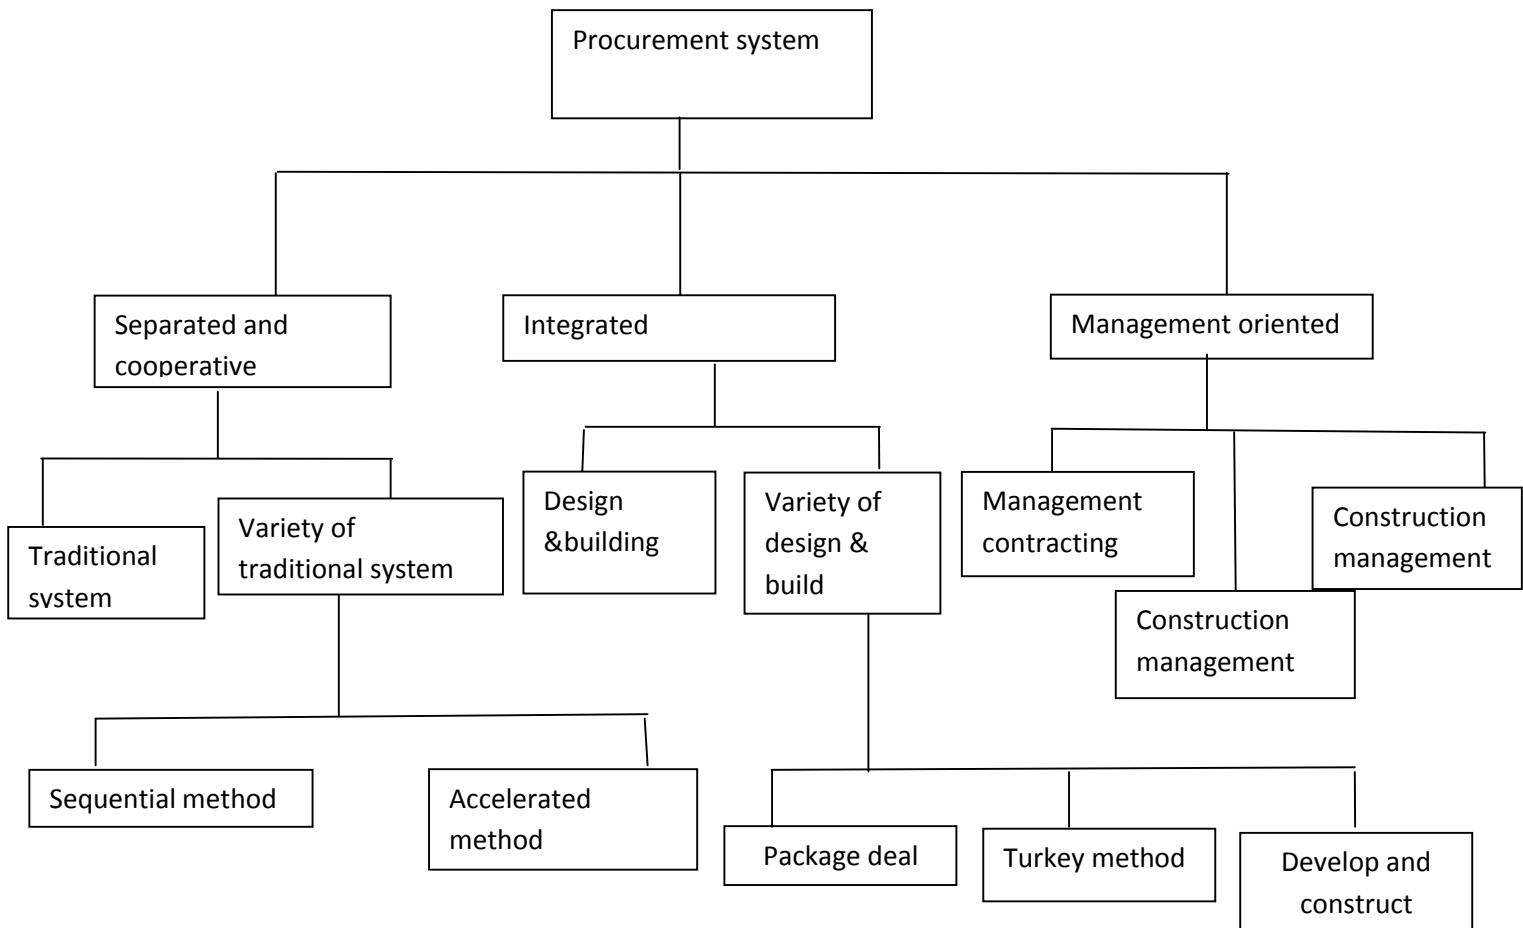 Procurement system
Separated and
cooperative
Integrated
Management oriented
Traditional
system
Variety of
traditional system
Design
&building
Variety of
design &
build
Management
contracting
Construction
management
Construction
management
Sequential method
Accelerated
method
Package deal
Turkey method
Develop and
construct